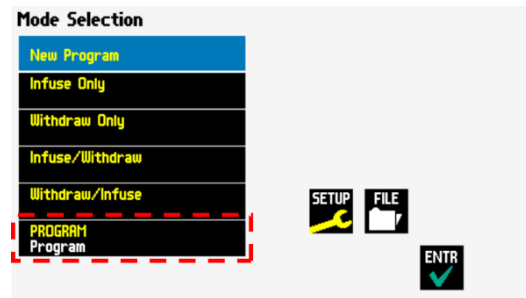 Mode Selection
New Program
Infuse Only
Withdraw Only
Infuse/Withdraw
Withdraw/Infuse
PROGRAM
Program
SETUP
FILE
ENTR